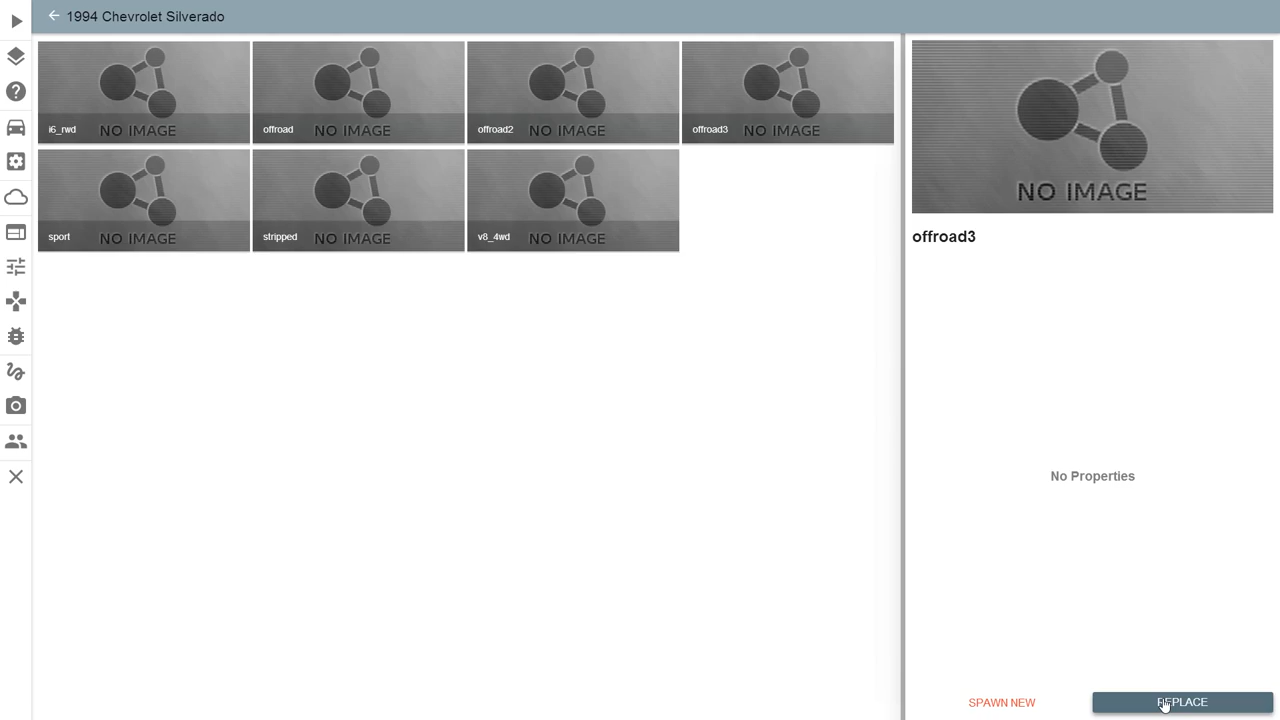 1994 Chevrolet Silverado
i6_rwd
NO IMAGE
offroad
NO IMAGE
offroad2
NO IMAGE
offroad3
NO IMAGE
sport
NO IMAGE
stripped
NO IMAGE
v8_4wd
NO IMAGE
NO IMAGE
offroad3
No Properties
SPAWN NEW
REPLACE